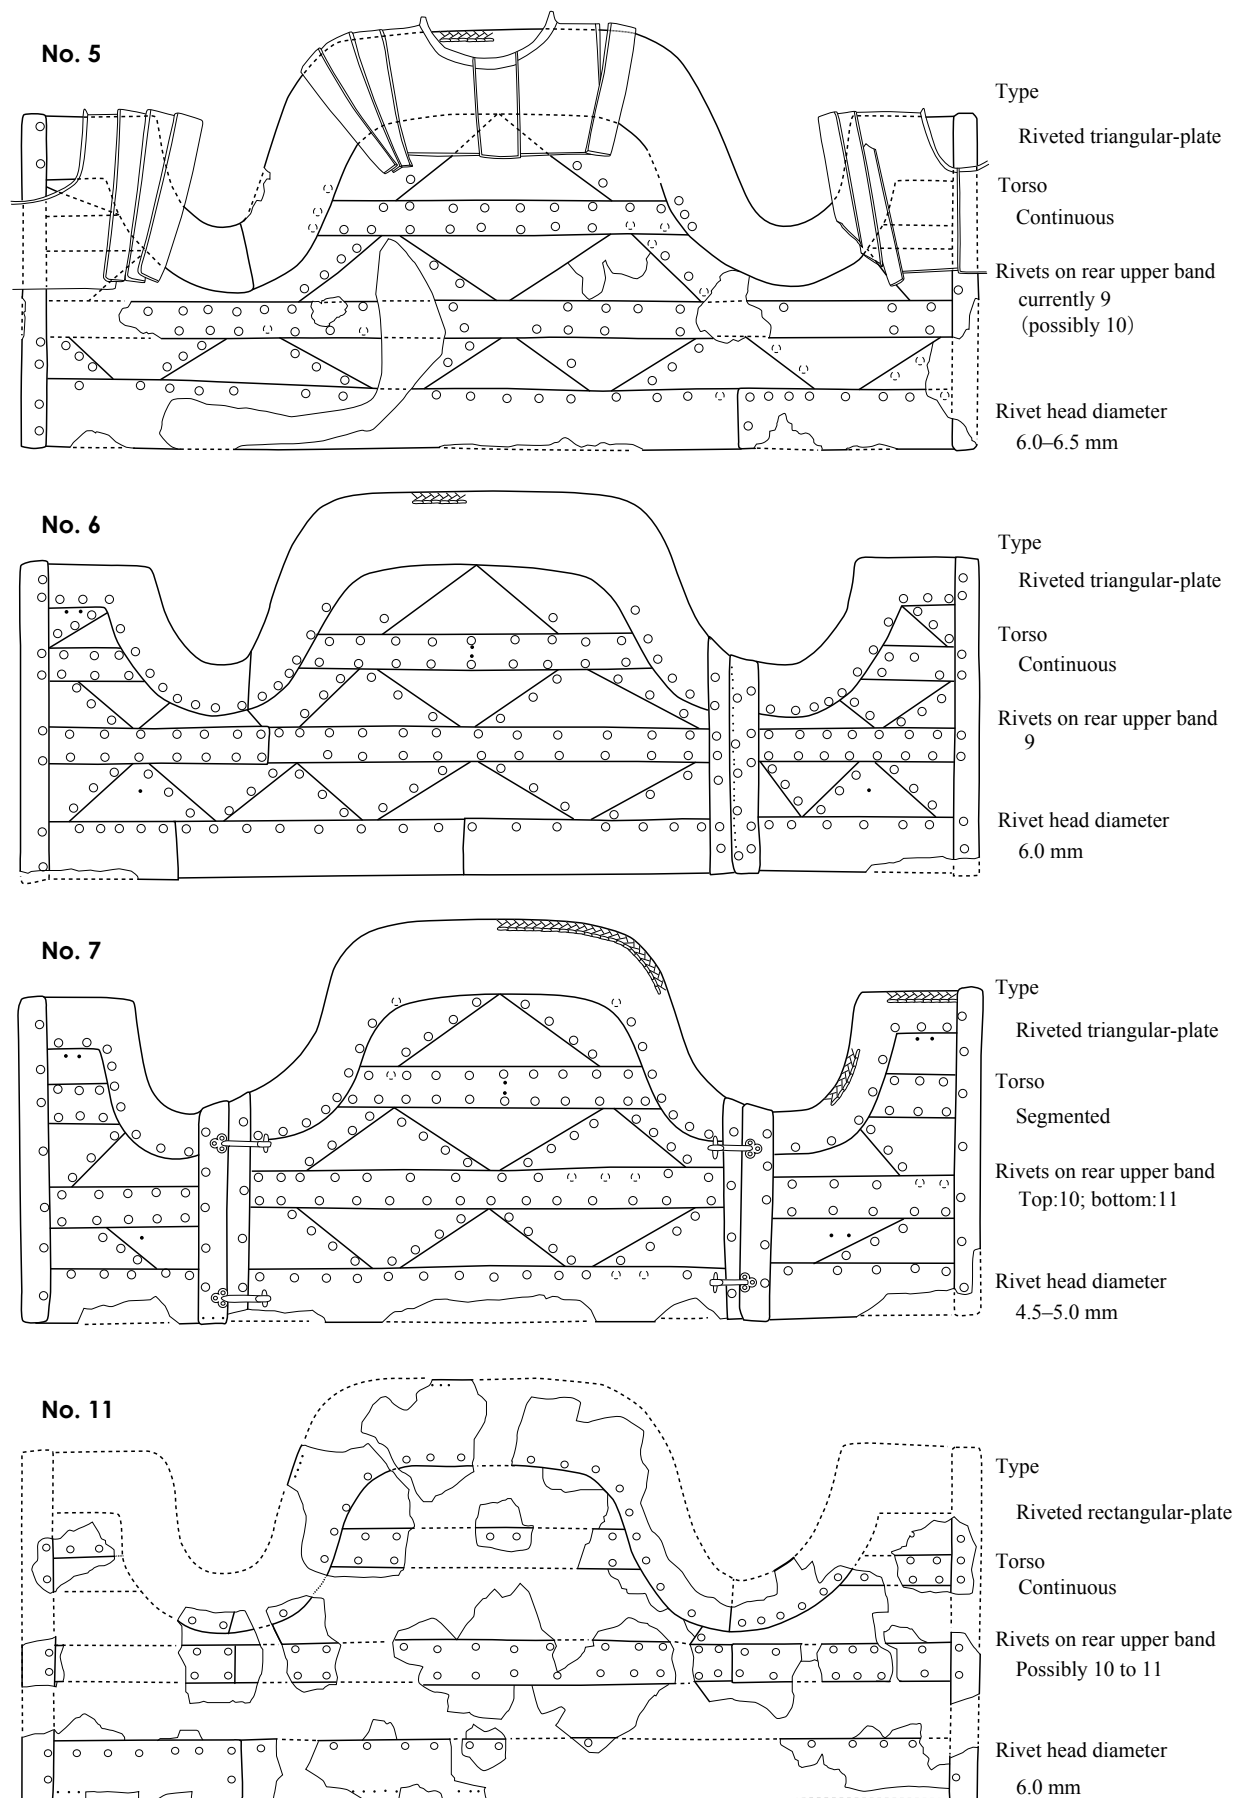 No. 5
Type
Riveted triangular-plate
Torso
Continuous
Rivets on rear upper band
currently 9
(possibly 10)
Rivet head diameter
6.0–6.5 mm
No. 6
Type
Riveted triangular-plate
Torso
Continuous
Rivets on rear upper band
9
Rivet head diameter
6.0 mm
No. 7
Type
Riveted triangular-plate
Torso
Segmented
Rivets on rear upper band
Top:10; bottom:11
Rivet head diameter
4.5–5.0 mm
No. 11
Type
Riveted rectangular-plate
Torso
Continuous
Rivets on rear upper band
Possibly 10 to 11
Rivet head diameter
6.0 mm